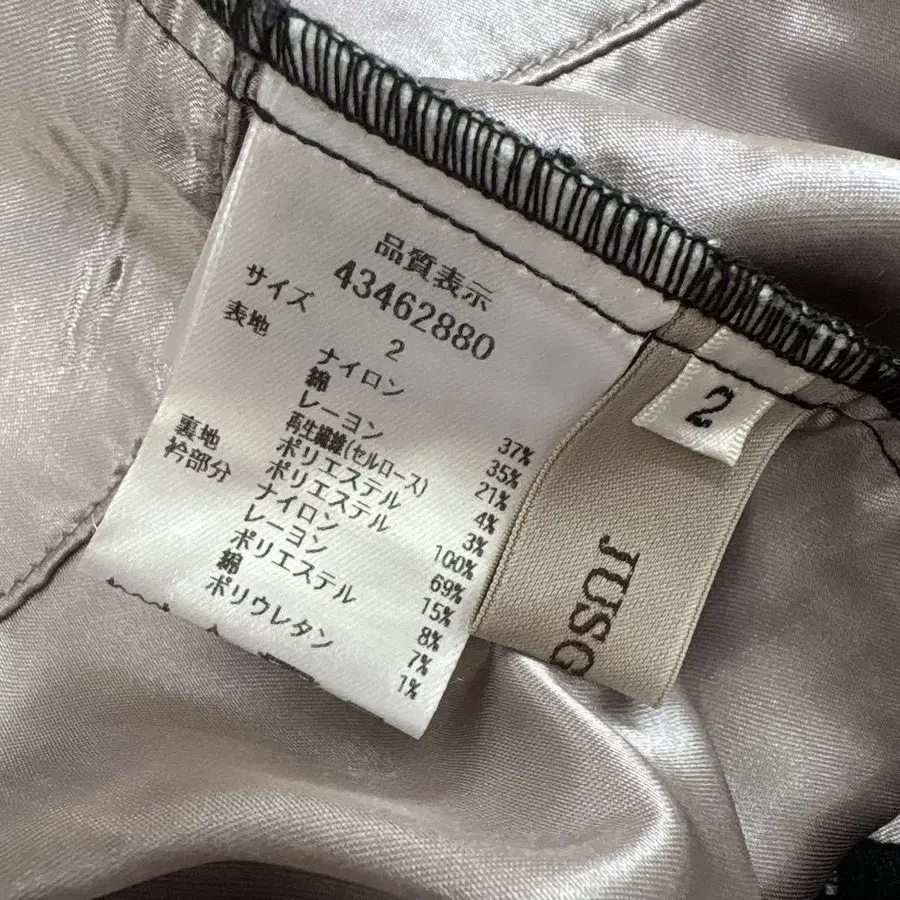 品質表示
43462880
サイズ 2
表地 ナイロン 37%
綿 35%
レーヨン 21%
再生繊維(セルロース) 4%
ポリエステル 3%
裏地 ポリエステル 100%
衿部分 ナイロン 69%
レーヨン 15%
ポリエステル 8%
綿 7%
ポリウレタン 1%
2
JUSG